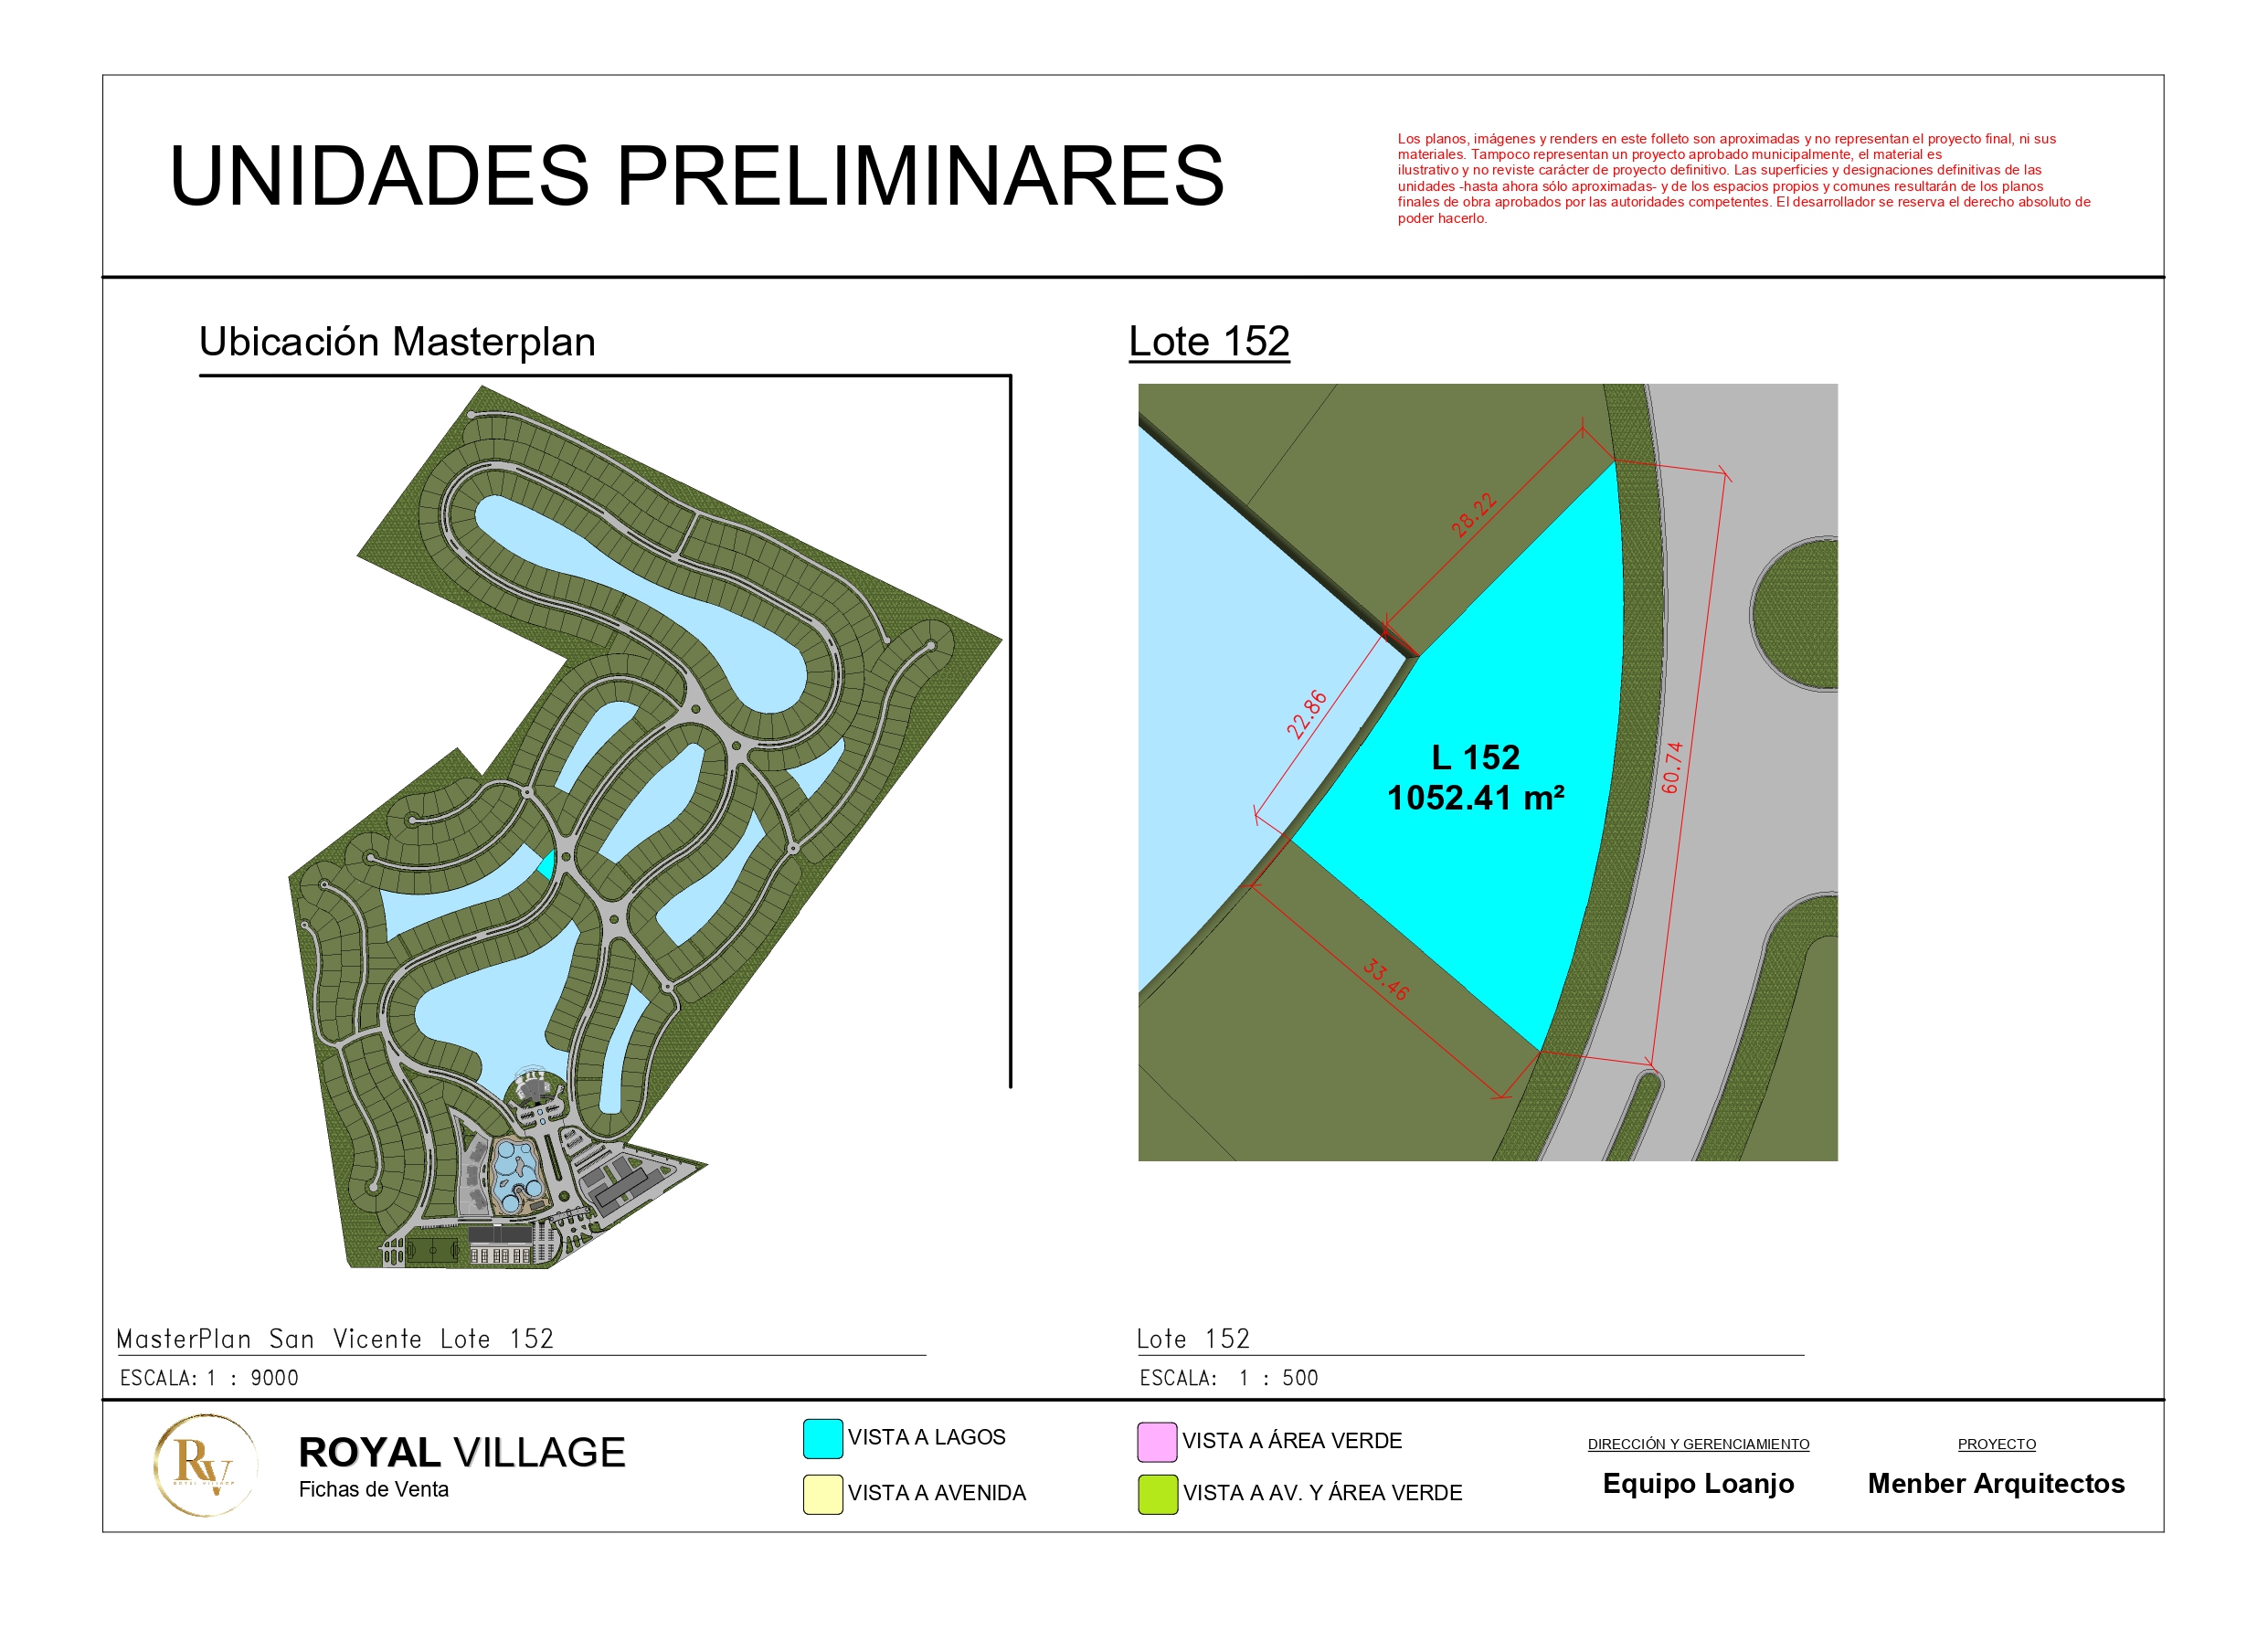 UNIDADES PRELIMINARES
Los planos, imágenes y renders en este folleto son aproximadas y no representan el proyecto final, ni sus
materiales. Tampoco representan un proyecto aprobado municipalmente, el material es
ilustrativo y no reviste carácter de proyecto definitivo. Las superficies y designaciones definitivas de las
unidades -hasta ahora sólo aproximadas- y de los espacios propios y comunes resultarán de los planos
finales de obra aprobados por las autoridades competentes. El desarrollador se reserva el derecho absoluto de
poder hacerlo.
Ubicación Masterplan
Lote 152
28.22
22.86
60.74
33.46
L 152
1052.41 m²
MasterPlan San Vicente Lote 152
ESCALA: 1 : 9000
Lote 152
ESCALA: 1 : 500
RV
ROYAL VILLAGE
ROYAL VILLAGE
Fichas de Venta
VISTA A LAGOS
VISTA A AVENIDA
VISTA A ÁREA VERDE
VISTA A AV. Y ÁREA VERDE
DIRECCIÓN Y GERENCIAMIENTO
Equipo Loanjo
PROYECTO
Menber Arquitectos